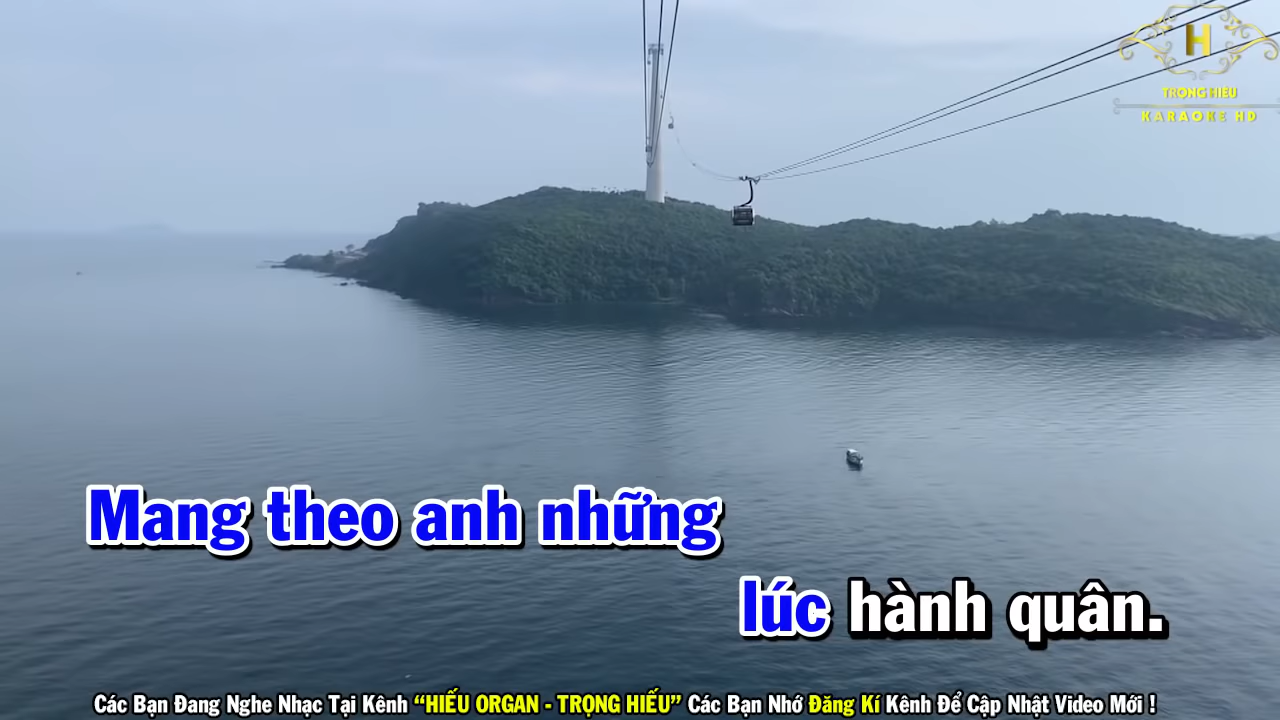 H
TRỌNG HIẾU
KARAOKE HD
Mang theo anh những
lúc hành quân.
Các Bạn Đang Nghe Nhạc Tại Kênh “HIẾU ORGAN - TRỌNG HIẾU” Các Bạn Nhớ Đăng Kí Kênh Để Cập Nhật Video Mới !